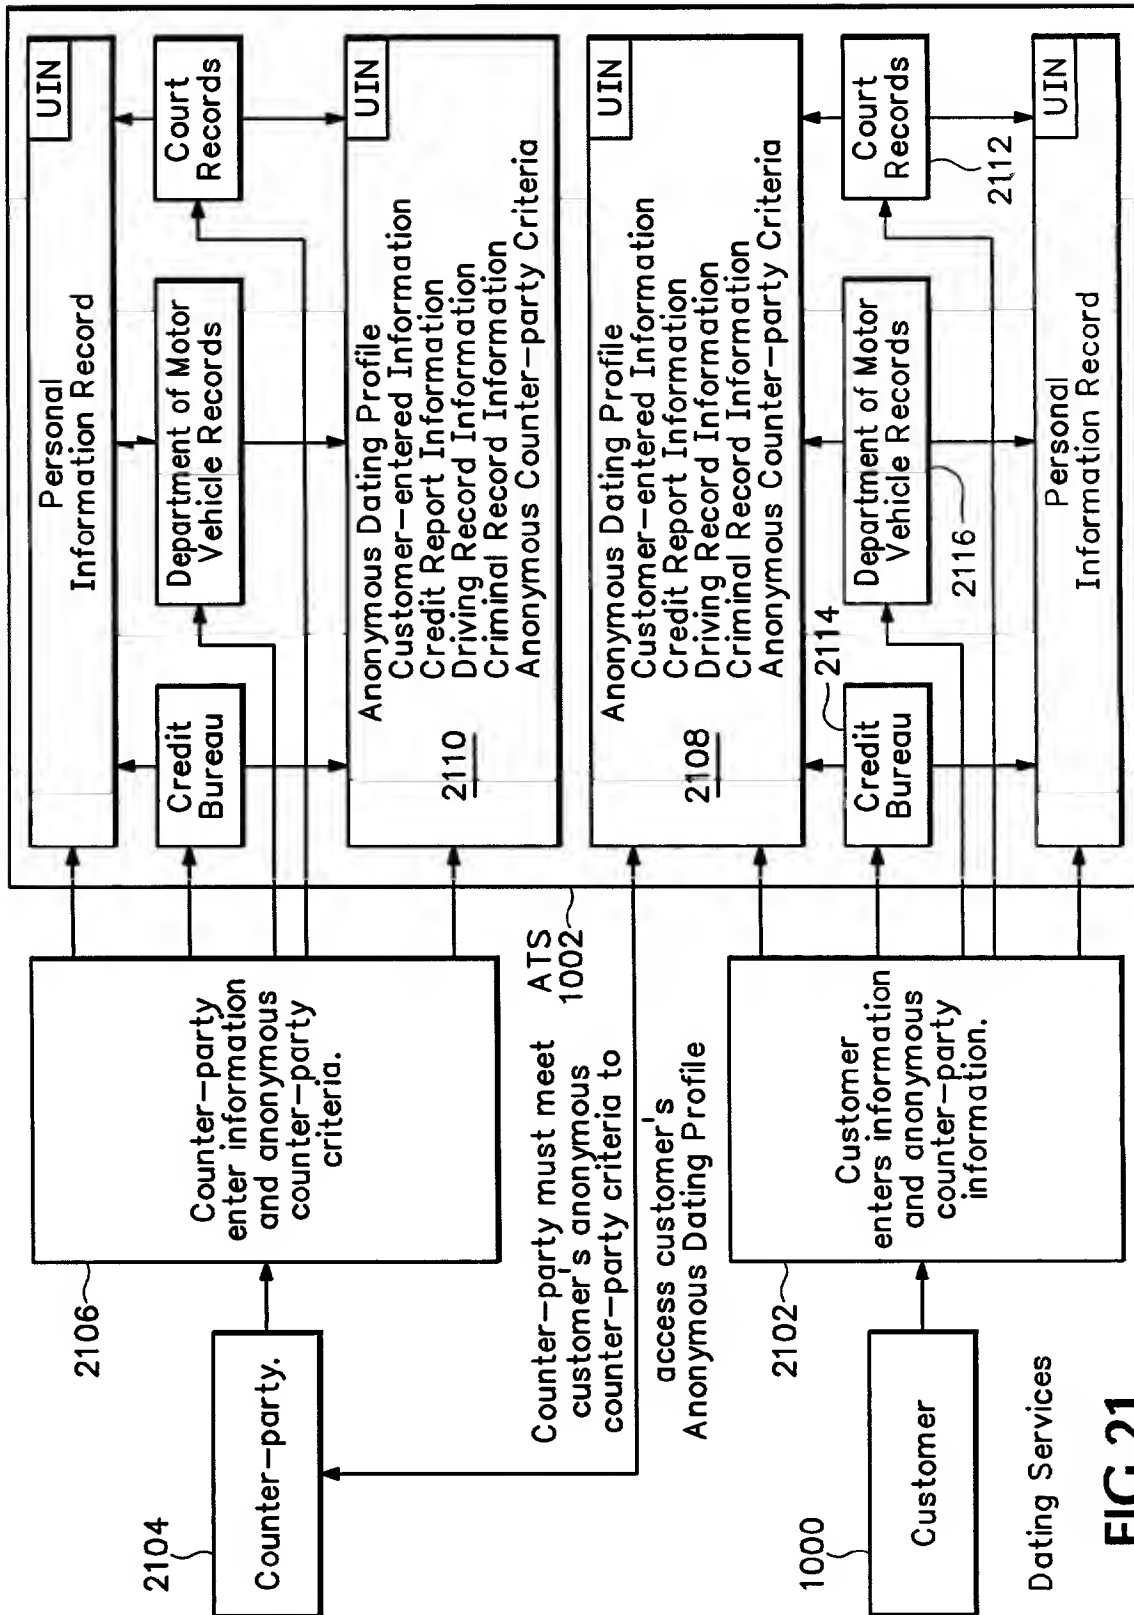 Personal
Information Record
UIN
Credit
Bureau
Department of Motor
Vehicle Records
Court
Records
UIN
Anonymous Dating Profile
Customer-entered Information
Credit Report Information
Driving Record Information
Criminal Record Information
Anonymous Counter-party Criteria
2110
2106
Counter-party
enter information
and anonymous
counter-party
criteria.
2104
Counter-party.
ATS
1002
Counter-party must meet
customer's anonymous
counter-party criteria to
access customer's
Anonymous Dating Profile
UIN
Anonymous Dating Profile
Customer-entered Information
Credit Report Information
Driving Record Information
Criminal Record Information
Anonymous Counter-party Criteria
2108
2114
Credit
Bureau
Department of Motor
Vehicle Records
2116
Court
Records
2112
UIN
Personal
Information Record
2102
Customer
enters information
and anonymous
counter-party
information.
1000
Customer
Dating Services
FIG. 21